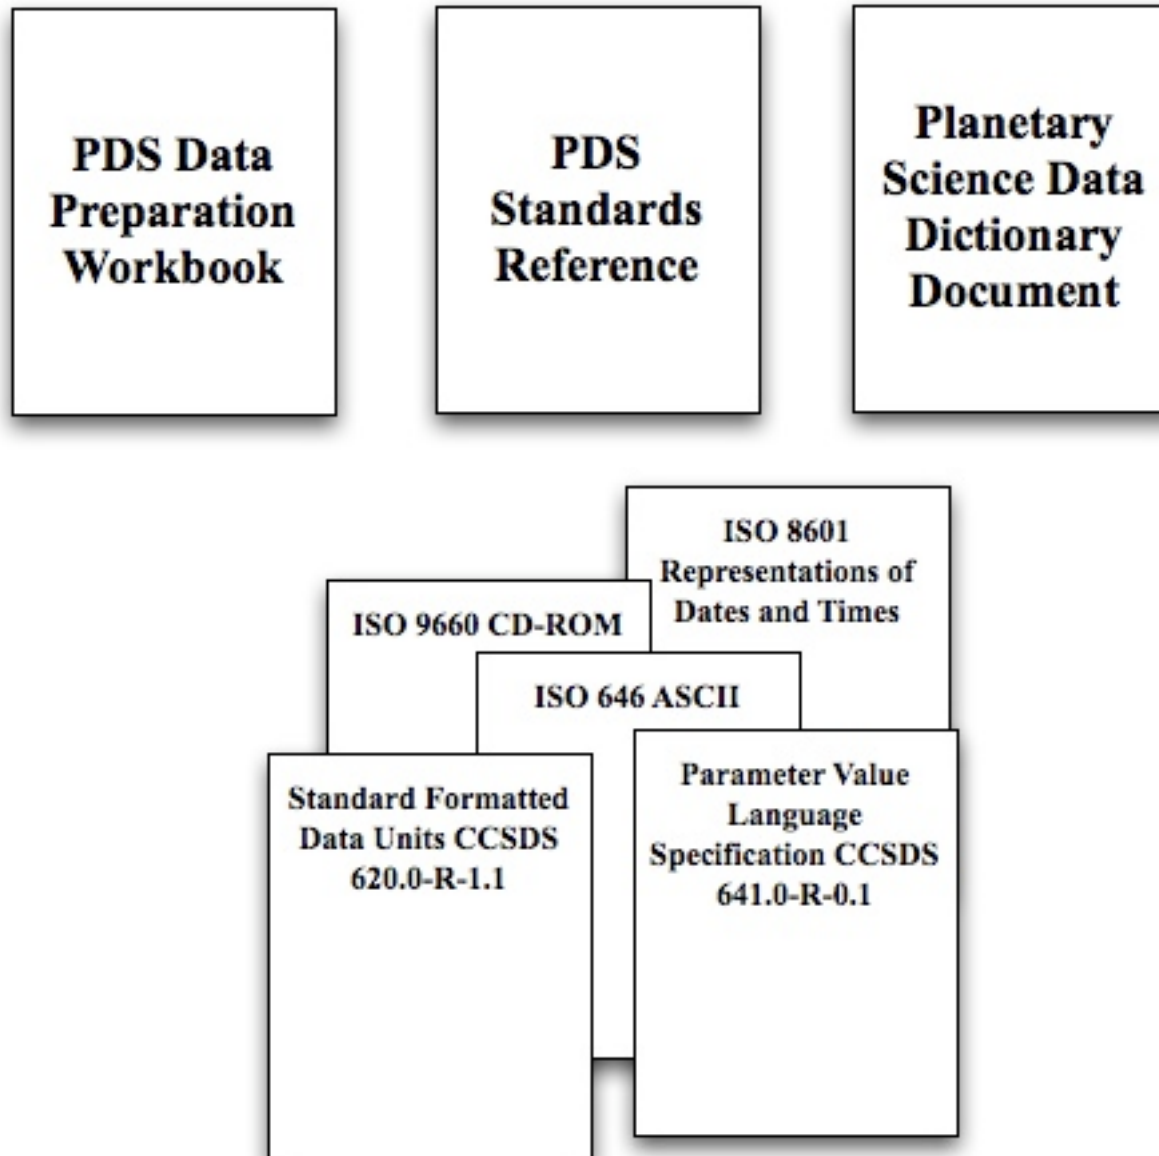 PDS Data
Preparation
Workbook
PDS
Standards
Reference
Planetary
Science Data
Dictionary
Document
ISO 8601
Representations of
Dates and Times
ISO 9660 CD-ROM
ISO 646 ASCII
Standard Formatted
Data Units CCSDS
620.0-R-1.1
Parameter Value
Language
Specification CCSDS
641.0-R-0.1